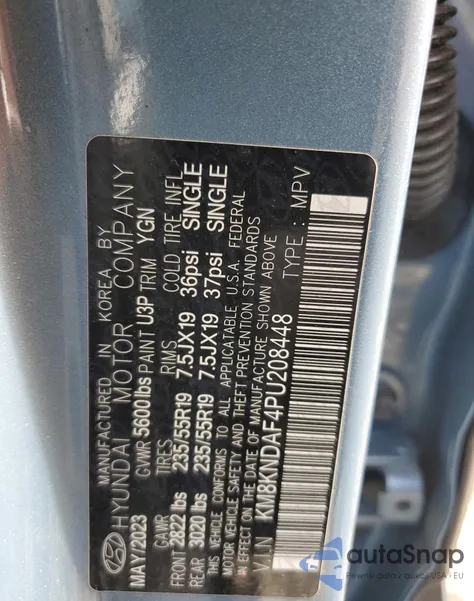 MANUFACTURED IN KOREA BY
HYUNDAI MOTOR COMPANY
MAY/2023 GVWR 5600lbs PAINT U3P TRIM YGN
GAWR TIRES RIMS COLD TIRE INFL
FRONT 2822 lbs 235/55R19 7.5JX19 36psi SINGLE
REAR 3020 lbs 235/55R19 7.5JX19 37psi SINGLE
THIS VEHICLE CONFORMS TO ALL APPLICABLE U.S.A. FEDERAL
MOTOR VEHICLE SAFETY AND THEFT PREVENTION STANDARDS
IN EFFECT ON THE DATE OF MANUFACTURE SHOWN ABOVE
V.I.N : KM8KNDAF4PU208448 TYPE : MPV
autoSnap
USA - EU